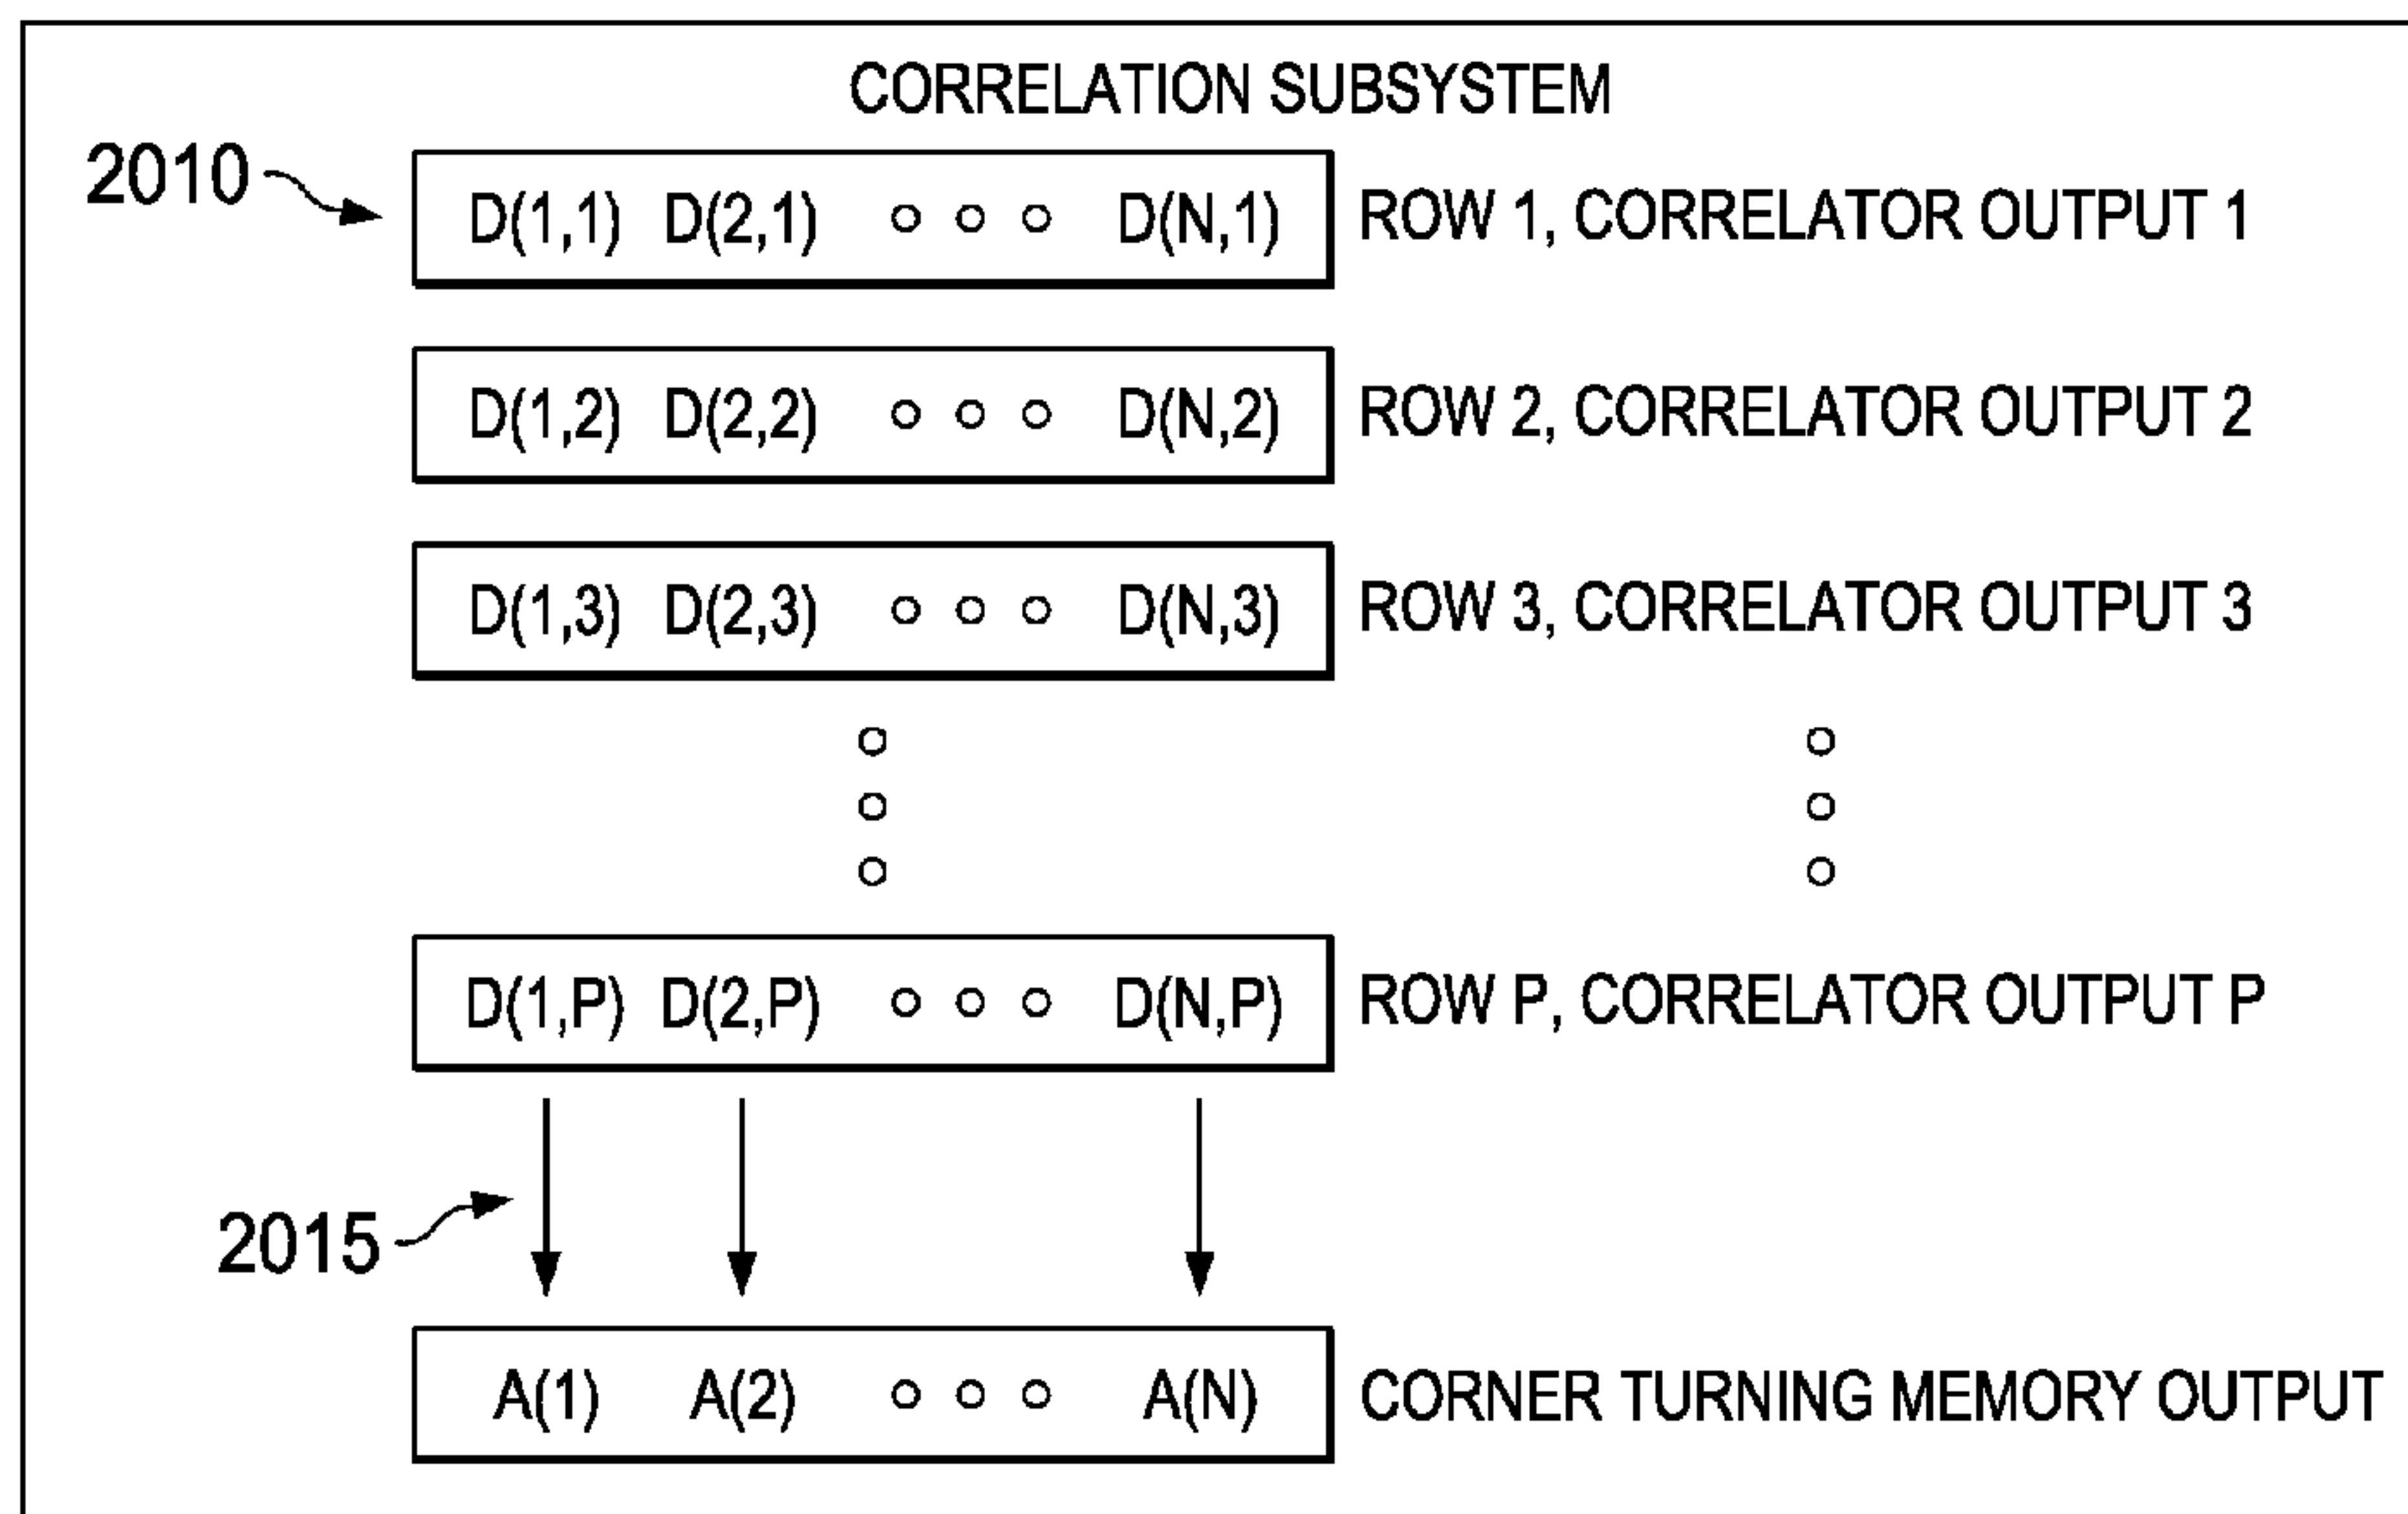 CORRELATION SUBSYSTEM
2010
D(1,1) D(2,1) ○ ○ ○ D(N,1) ROW 1, CORRELATOR OUTPUT 1
D(1,2) D(2,2) ○ ○ ○ D(N,2) ROW 2, CORRELATOR OUTPUT 2
D(1,3) D(2,3) ○ ○ ○ D(N,3) ROW 3, CORRELATOR OUTPUT 3
D(1,P) D(2,P) ○ ○ ○ D(N,P) ROW P, CORRELATOR OUTPUT P
2015
A(1) A(2) ○ ○ ○ A(N) CORNER TURNING MEMORY OUTPUT